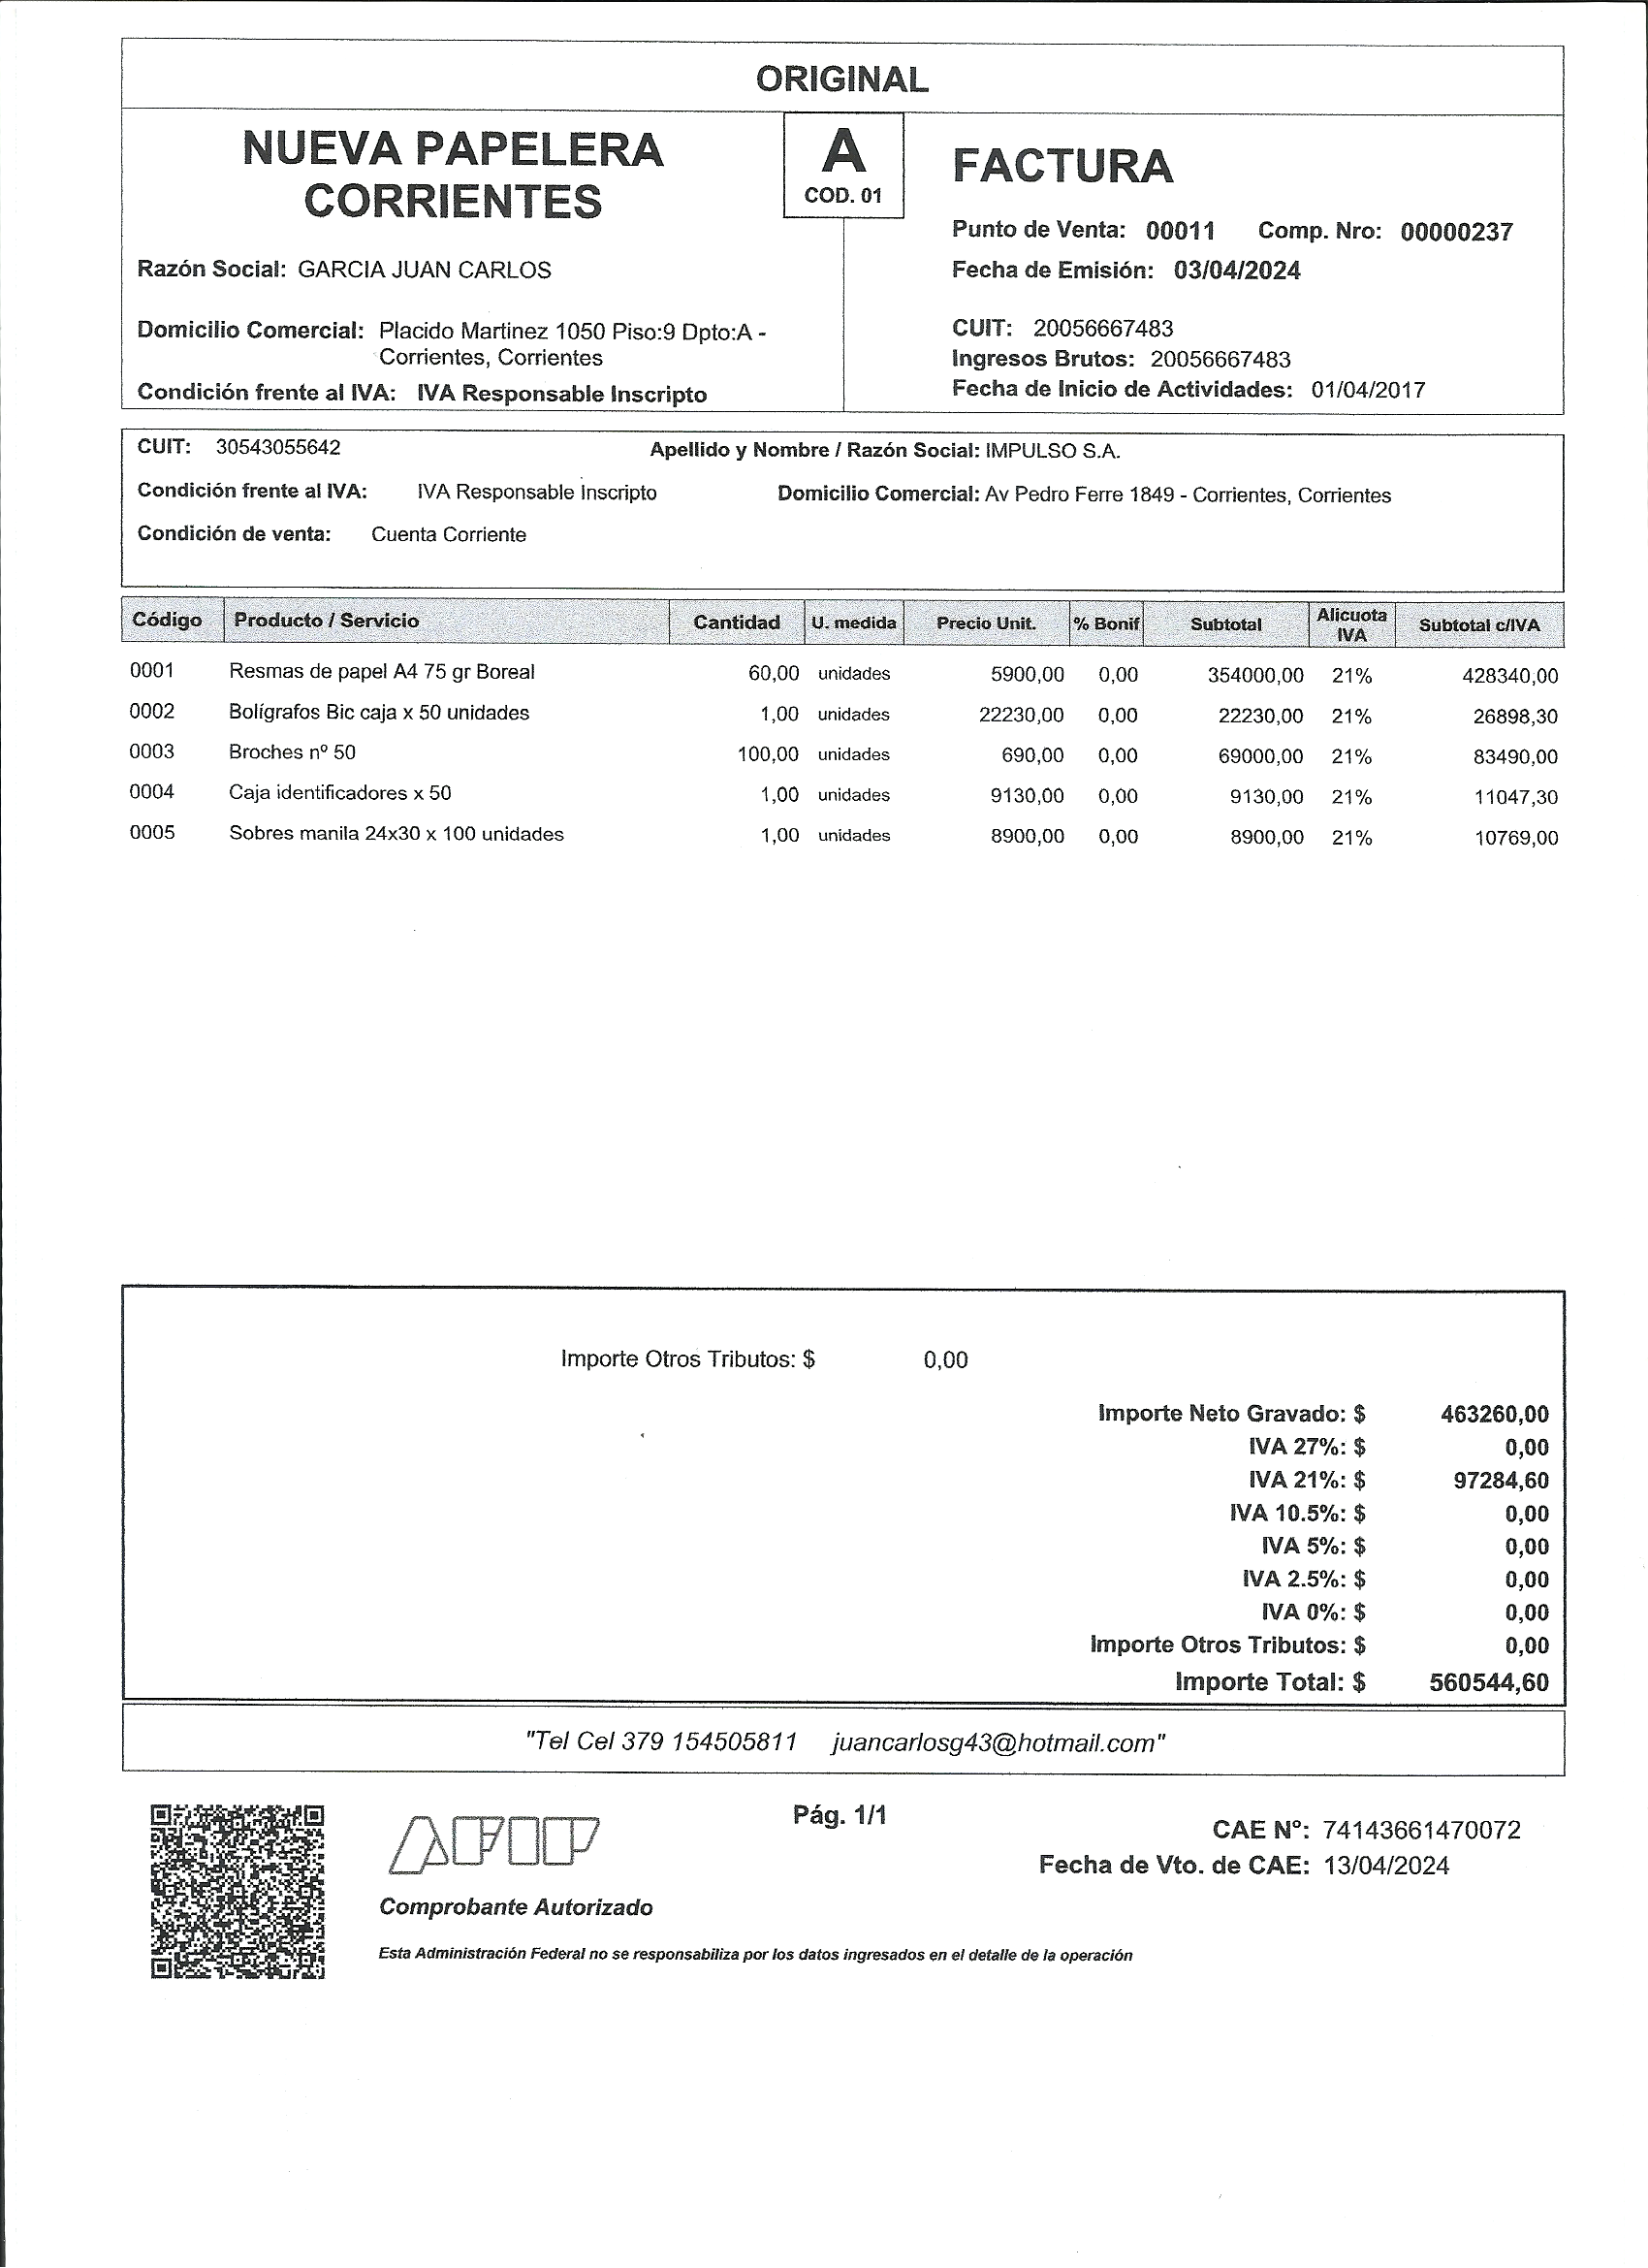 ORIGINAL
NUEVA PAPELERA
CORRIENTES
A
COD. 01
FACTURA
Punto de Venta: 00011 Comp. Nro: 00000237
Fecha de Emisión: 03/04/2024
Razón Social: GARCIA JUAN CARLOS
Domicilio Comercial: Placido Martinez 1050 Piso:9 Dpto:A -
Corrientes, Corrientes
Condición frente al IVA: IVA Responsable Inscripto
CUIT: 20056667483
Ingresos Brutos: 20056667483
Fecha de Inicio de Actividades: 01/04/2017
CUIT: 30543055642 Apellido y Nombre / Razón Social: IMPULSO S.A.
Condición frente al IVA: IVA Responsable Inscripto Domicilio Comercial: Av Pedro Ferre 1849 - Corrientes, Corrientes
Condición de venta: Cuenta Corriente
Código Producto / Servicio Cantidad U. medida Precio Unit. % Bonif Subtotal Alicuota IVA Subtotal c/IVA
0001 Resmas de papel A4 75 gr Boreal 60,00 unidades 5900,00 0,00 354000,00 21% 428340,00
0002 Bolígrafos Bic caja x 50 unidades 1,00 unidades 22230,00 0,00 22230,00 21% 26898,30
0003 Broches nº 50 100,00 unidades 690,00 0,00 69000,00 21% 83490,00
0004 Caja identificadores x 50 1,00 unidades 9130,00 0,00 9130,00 21% 11047,30
0005 Sobres manila 24x30 x 100 unidades 1,00 unidades 8900,00 0,00 8900,00 21% 10769,00
Importe Otros Tributos: $ 0,00
Importe Neto Gravado: $ 463260,00
IVA 27%: $ 0,00
IVA 21%: $ 97284,60
IVA 10.5%: $ 0,00
IVA 5%: $ 0,00
IVA 2.5%: $ 0,00
IVA 0%: $ 0,00
Importe Otros Tributos: $ 0,00
Importe Total: $ 560544,60
"Tel Cel 379 154505811 juancarlosg43@hotmail.com"
AFIP
Pág. 1/1
CAE Nº: 74143661470072
Fecha de Vto. de CAE: 13/04/2024
Comprobante Autorizado
Esta Administración Federal no se responsabiliza por los datos ingresados en el detalle de la operación